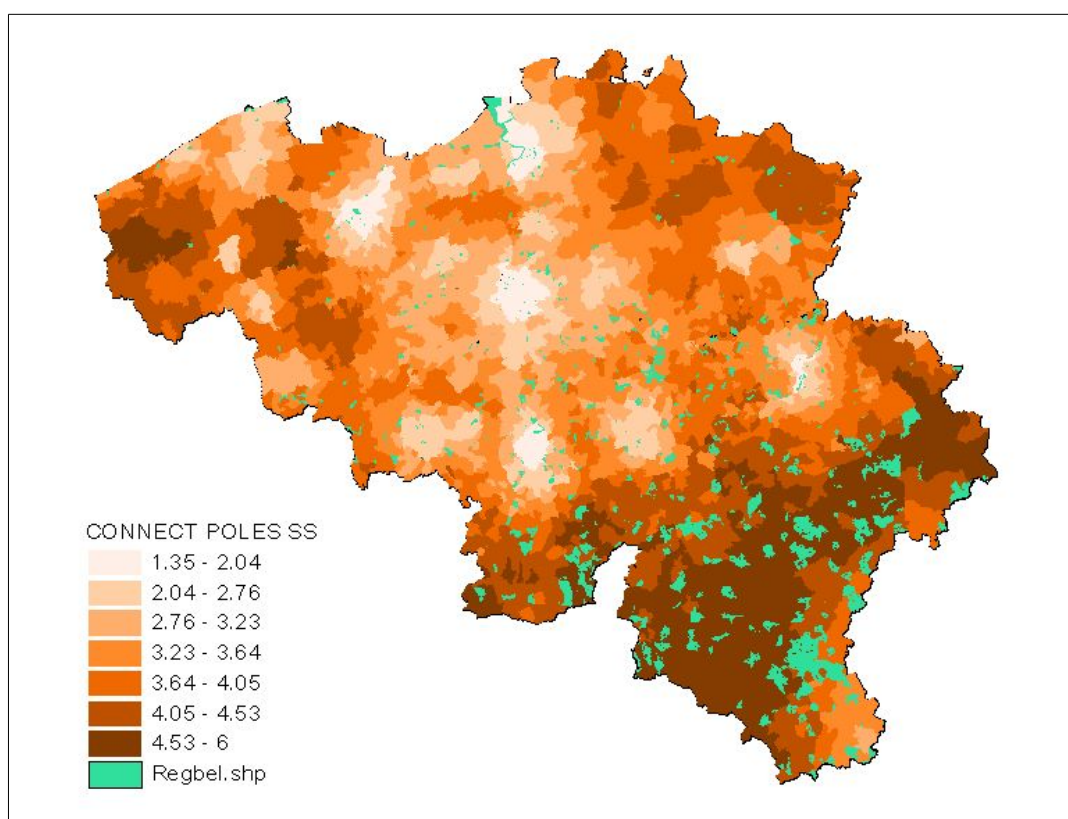 CONNECT POLES SS
1.35 - 2.04
2.04 - 2.76
2.76 - 3.23
3.23 - 3.64
3.64 - 4.05
4.05 - 4.53
4.53 - 6
Regbel.shp